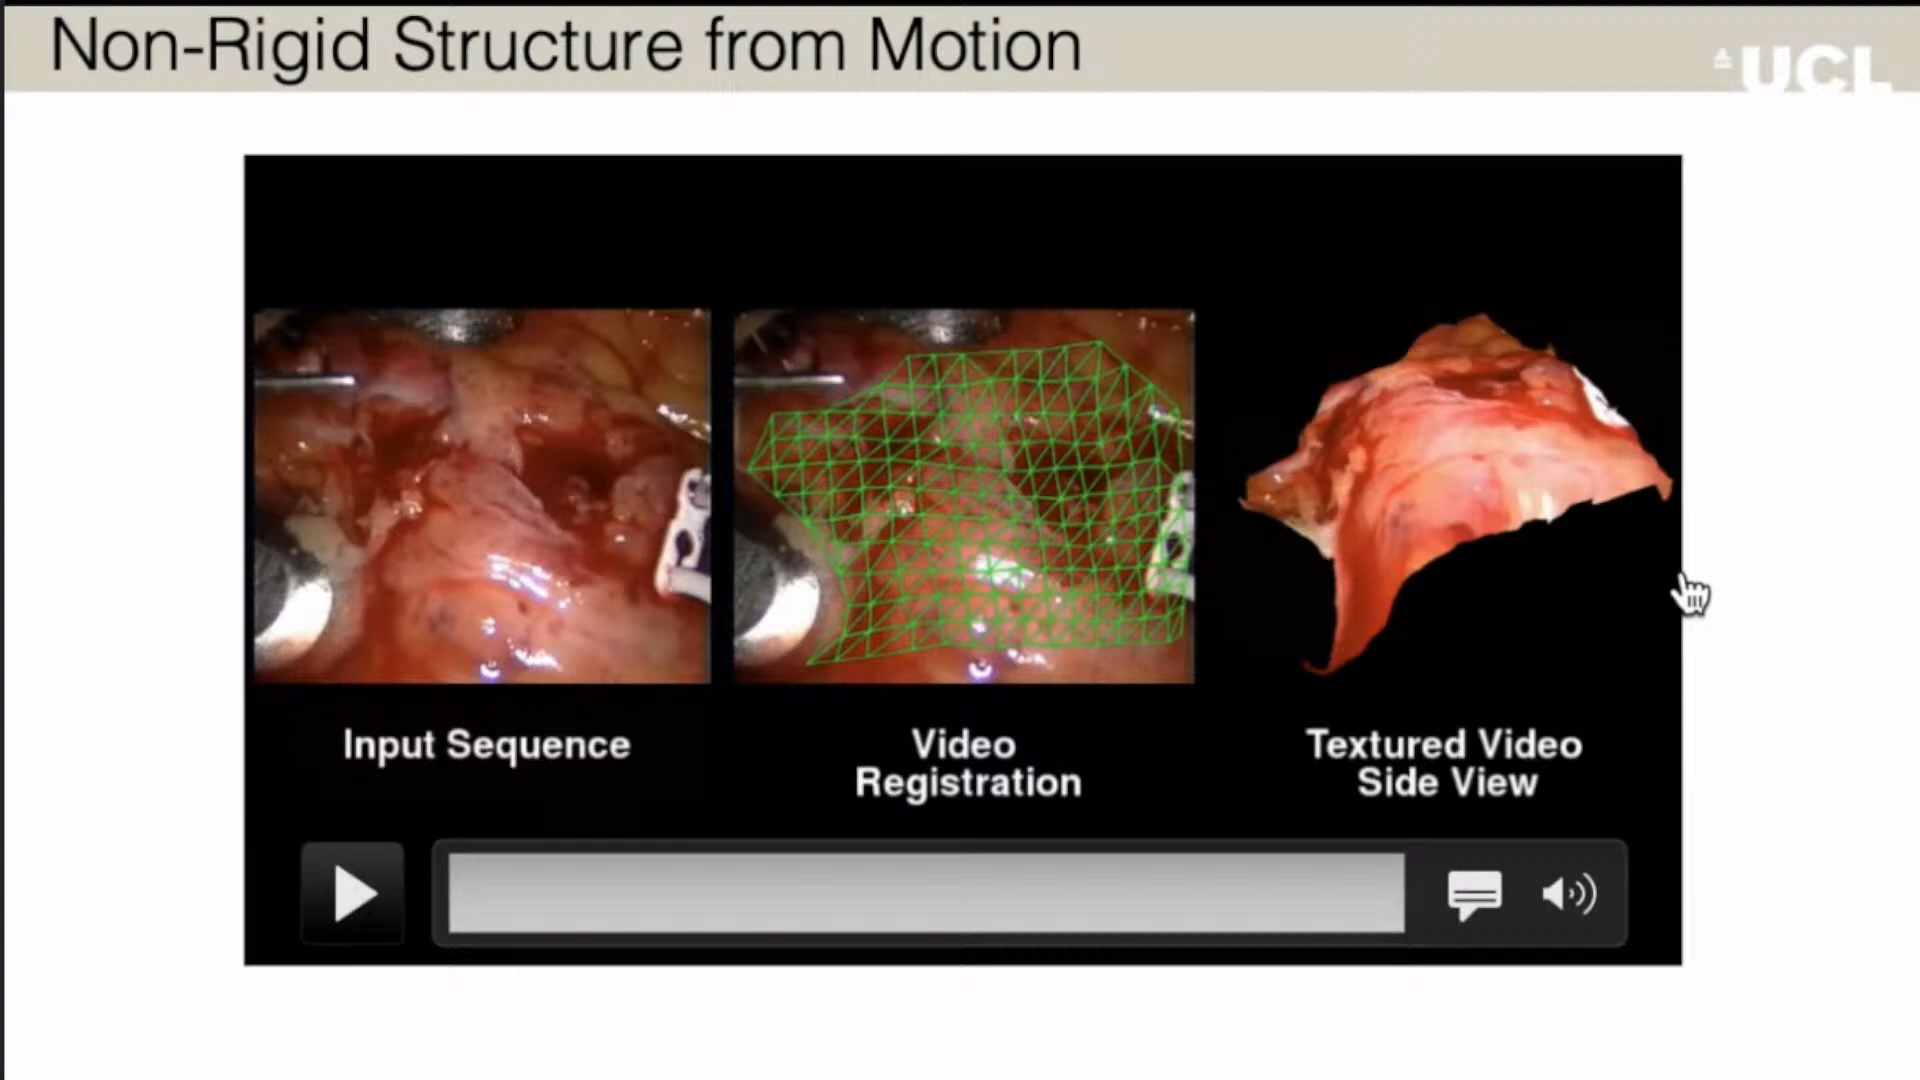 Non-Rigid Structure from Motion
UCL
Input Sequence
Video
Registration
Textured Video
Side View